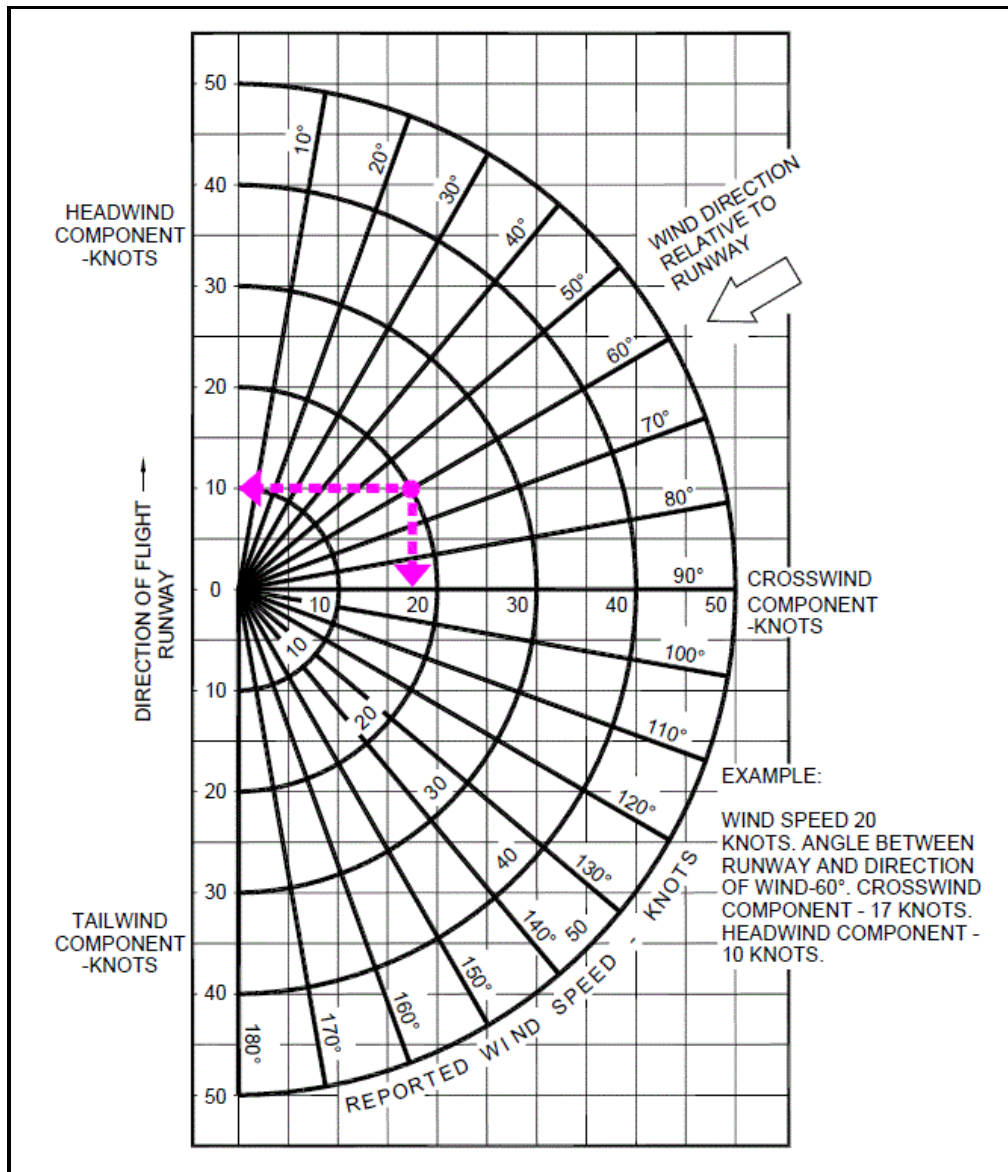 50
10°
20°
30°
40°
50°
60°
70°
80°
90°
100°
110°
120°
130°
140°
150°
160°
170°
180°
40
30
20
10
0
10
20
30
40
50
HEADWIND
COMPONENT
-KNOTS
WIND DIRECTION
RELATIVE TO
RUNWAY
DIRECTION OF FLIGHT
RUNWAY
10
20
30
40
50
CROSSWIND
COMPONENT
-KNOTS
10
20
30
40
50
TAILWIND
COMPONENT
-KNOTS
REPORTED WIND SPEED - KNOTS
EXAMPLE:
WIND SPEED 20
KNOTS. ANGLE BETWEEN
RUNWAY AND DIRECTION
OF WIND-60°. CROSSWIND
COMPONENT - 17 KNOTS.
HEADWIND COMPONENT -
10 KNOTS.